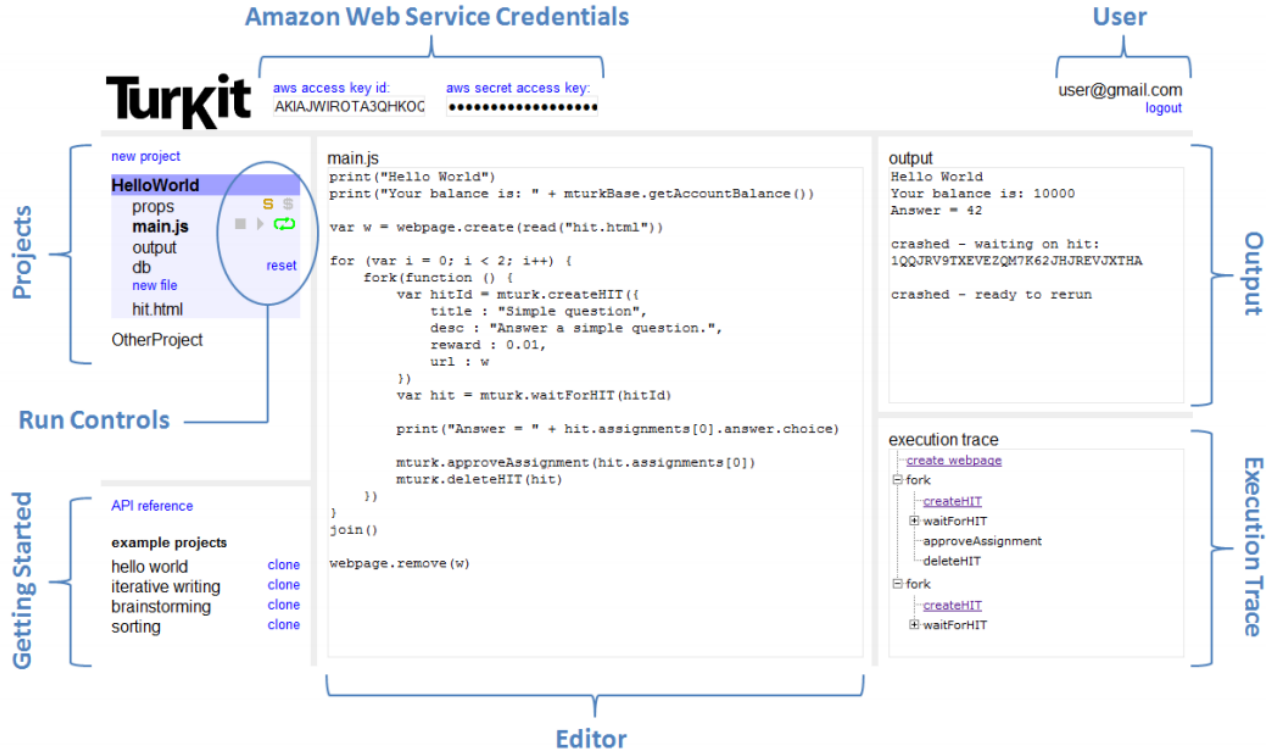 Amazon Web Service Credentials
User
TurKit
aws access key id:
aws secret access key:
AKIAJWIROTA3QHKOQ
••••••••••••••••••
user@gmail.com
logout
Projects
new project
HelloWorld
props S $
main.js
output
db reset
new file
hit.html
OtherProject
Run Controls
Getting Started
API reference
example projects
hello world clone
iterative writing clone
brainstorming clone
sorting clone
main.js
print("Hello World")
print("Your balance is: " + mturkBase.getAccountBalance())
var w = webpage.create(read("hit.html"))
for (var i = 0; i < 2; i++) {
fork(function () {
var hitId = mturk.createHIT({
title : "Simple question",
desc : "Answer a simple question.",
reward : 0.01,
url : w
})
var hit = mturk.waitForHIT(hitId)
print("Answer = " + hit.assignments[0].answer.choice)
mturk.approveAssignment(hit.assignments[0])
mturk.deleteHIT(hit)
})
}
join()
webpage.remove(w)
Editor
output
Hello World
Your balance is: 10000
Answer = 42
crashed - waiting on hit:
1QQJRV9TXEVEZQM7K62JHJREVJXTHA
crashed - ready to rerun
Output
execution trace
create webpage
fork
createHIT
waitForHIT
approveAssignment
deleteHIT
fork
createHIT
waitForHIT
Execution Trace